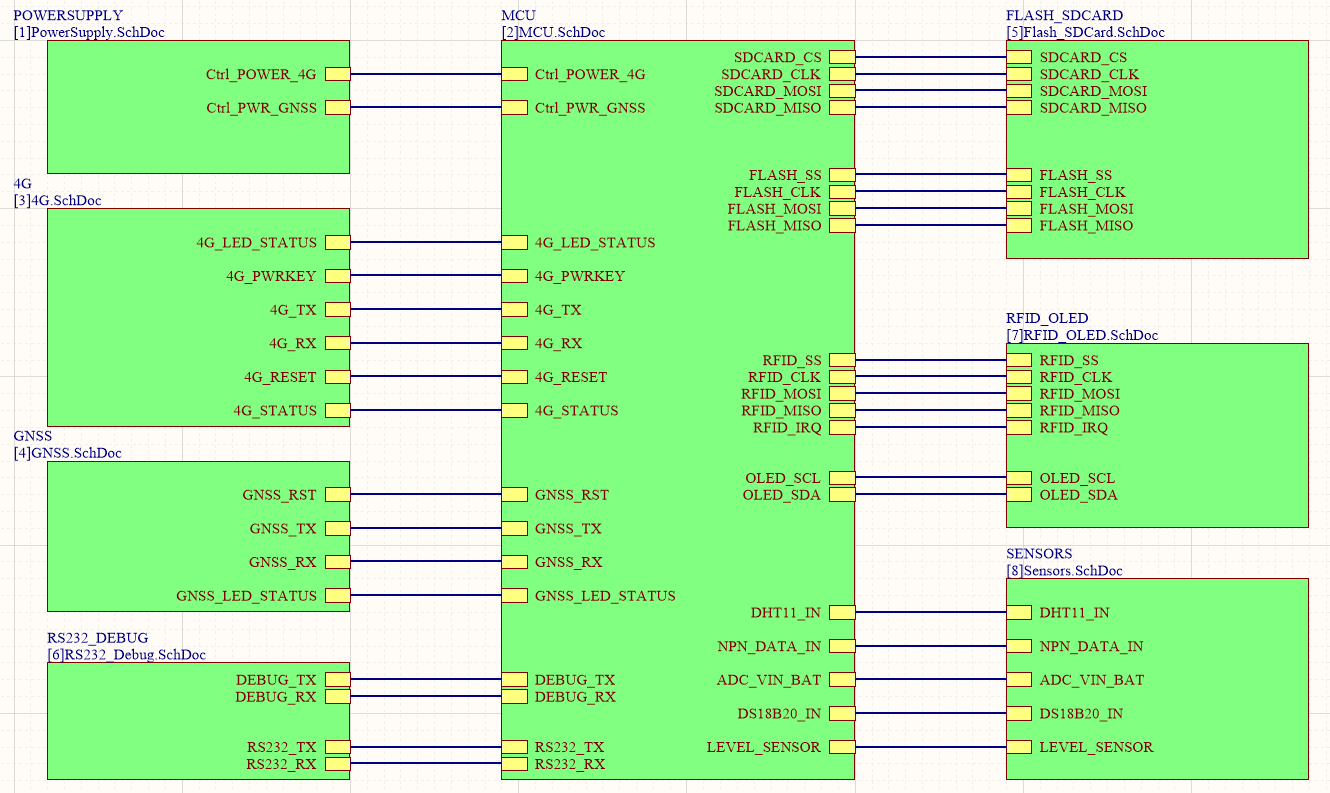 POWERSUPPLY
[1]PowerSupply.SchDoc
Ctrl_POWER_4G
Ctrl_PWR_GNSS
4G
[3]4G.SchDoc
4G_LED_STATUS
4G_PWRKEY
4G_TX
4G_RX
4G_RESET
4G_STATUS
GNSS
[4]GNSS.SchDoc
GNSS_RST
GNSS_TX
GNSS_RX
GNSS_LED_STATUS
RS232_DEBUG
[6]RS232_Debug.SchDoc
DEBUG_TX
DEBUG_RX
RS232_TX
RS232_RX
MCU
[2]MCU.SchDoc
Ctrl_POWER_4G
Ctrl_PWR_GNSS
4G_LED_STATUS
4G_PWRKEY
4G_TX
4G_RX
4G_RESET
4G_STATUS
GNSS_RST
GNSS_TX
GNSS_RX
GNSS_LED_STATUS
DEBUG_TX
DEBUG_RX
RS232_TX
RS232_RX
SDCARD_CS
SDCARD_CLK
SDCARD_MOSI
SDCARD_MISO
FLASH_SS
FLASH_CLK
FLASH_MOSI
FLASH_MISO
RFID_SS
RFID_CLK
RFID_MOSI
RFID_MISO
RFID_IRQ
OLED_SCL
OLED_SDA
DHT11_IN
NPN_DATA_IN
ADC_VIN_BAT
DS18B20_IN
LEVEL_SENSOR
FLASH_SDCARD
[5]Flash_SDCard.SchDoc
SDCARD_CS
SDCARD_CLK
SDCARD_MOSI
SDCARD_MISO
FLASH_SS
FLASH_CLK
FLASH_MOSI
FLASH_MISO
RFID_OLED
[7]RFID_OLED.SchDoc
RFID_SS
RFID_CLK
RFID_MOSI
RFID_MISO
RFID_IRQ
OLED_SCL
OLED_SDA
SENSORS
[8]Sensors.SchDoc
DHT11_IN
NPN_DATA_IN
ADC_VIN_BAT
DS18B20_IN
LEVEL_SENSOR